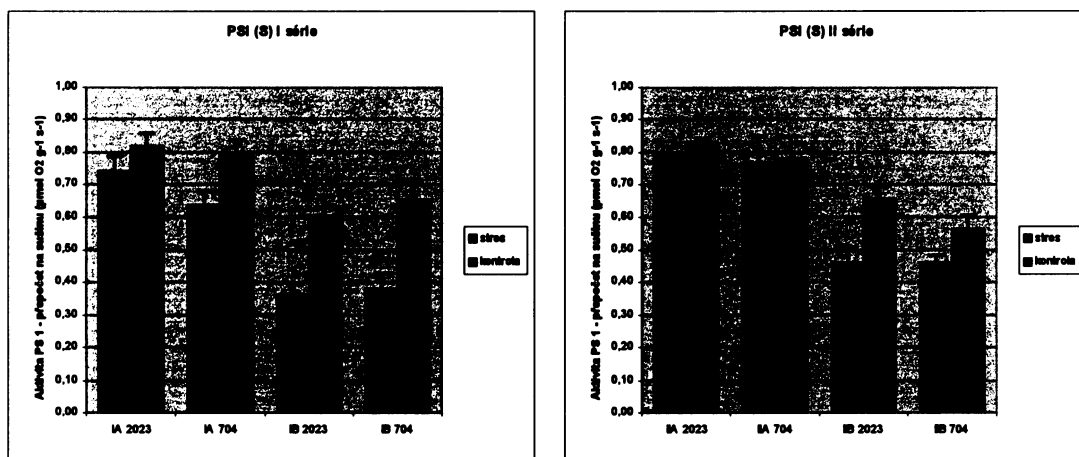 PSI (S) I série
Aktivita PS 1 - přepočet na sušinu (pmol O2 g-1 s-1)
1,00
0,90
0,80
0,70
0,60
0,50
0,40
0,30
0,20
0,10
0,00
IA 2023
IA 704
IB 2023
IB 704
stres
kontrola
PSI (S) II série
Aktivita PS 1 - přepočet na sušinu (pmol O2 g-1 s-1)
1,00
0,90
0,80
0,70
0,60
0,50
0,40
0,30
0,20
0,10
0,00
IIA 2023
IIA 704
IIB 2023
IIB 704
stres
kontrola